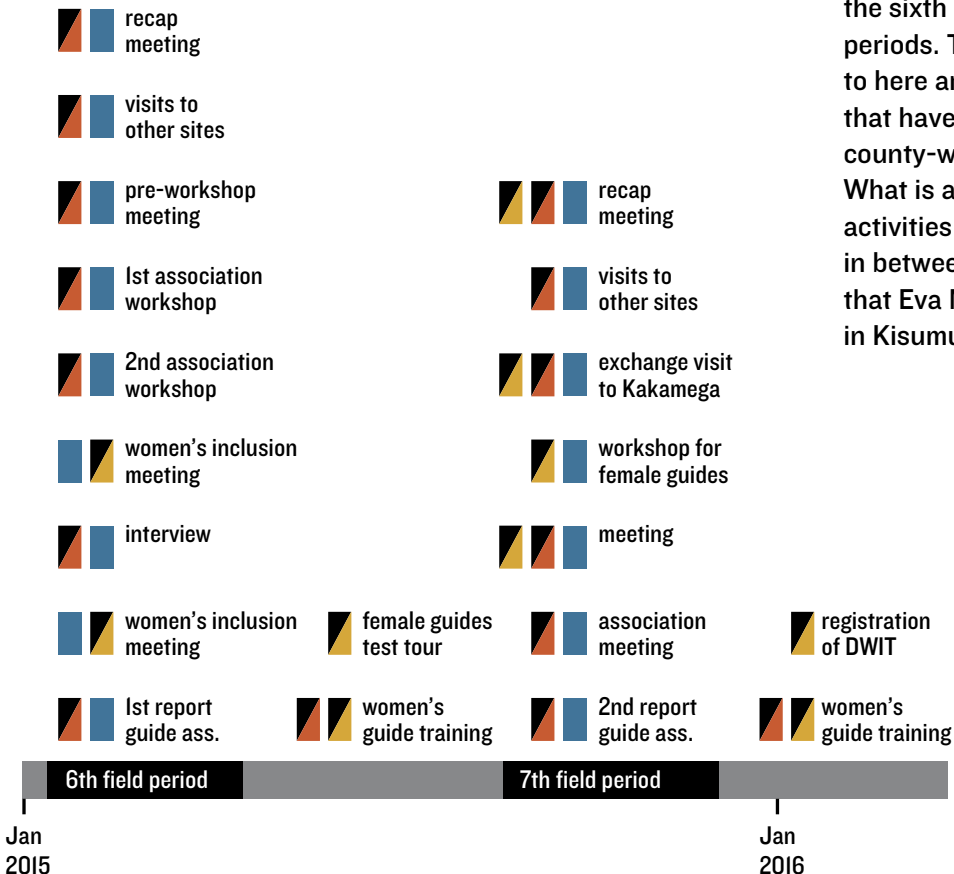 recap
meeting
visits to
other sites
pre-workshop
meeting
1st association
workshop
2nd association
workshop
women's inclusion
meeting
interview
women's inclusion
meeting
1st report
guide ass.
female guides
test tour
women's
guide training
recap
meeting
visits to
other sites
exchange visit
to Kakamega
workshop for
female guides
meeting
association
meeting
2nd report
guide ass.
registration
of DWIT
women's
guide training
6th field period
7th field period
Jan
2015
Jan
2016
the sixth
periods.
to here
that have
county-w
What is a
activities
in betwee
that Eva
in Kisumu